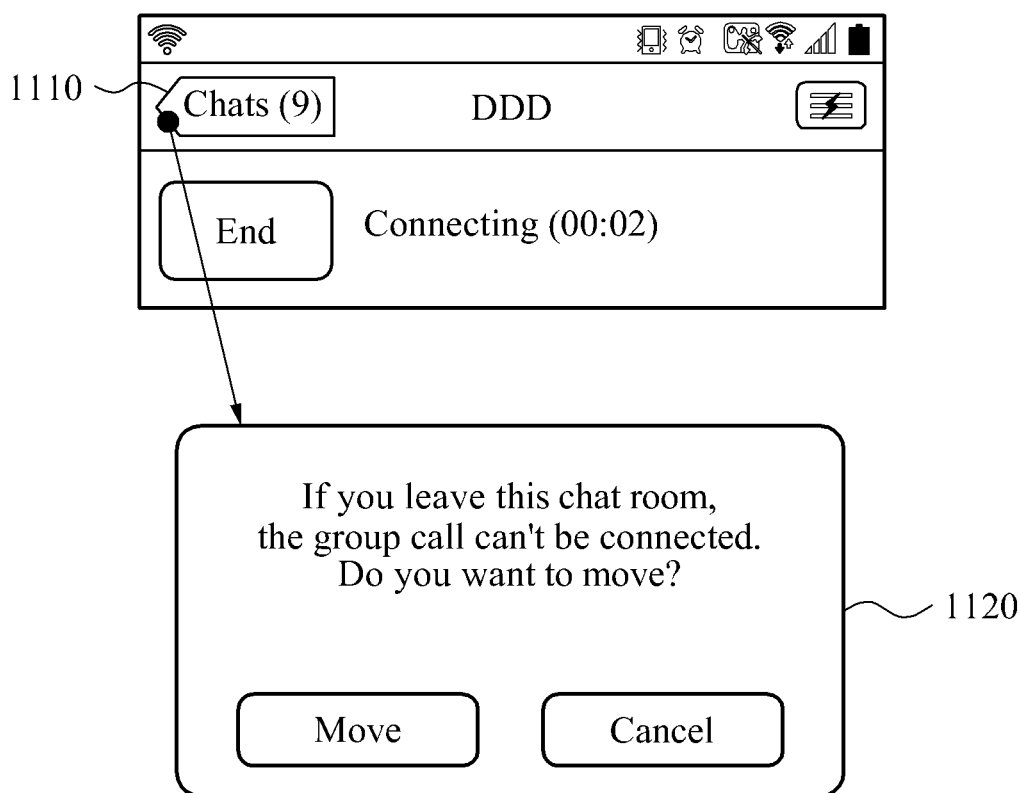 1110
Chats (9)
DDD
End
Connecting (00:02)
If you leave this chat room,
the group call can't be connected.
Do you want to move?
1120
Move
Cancel